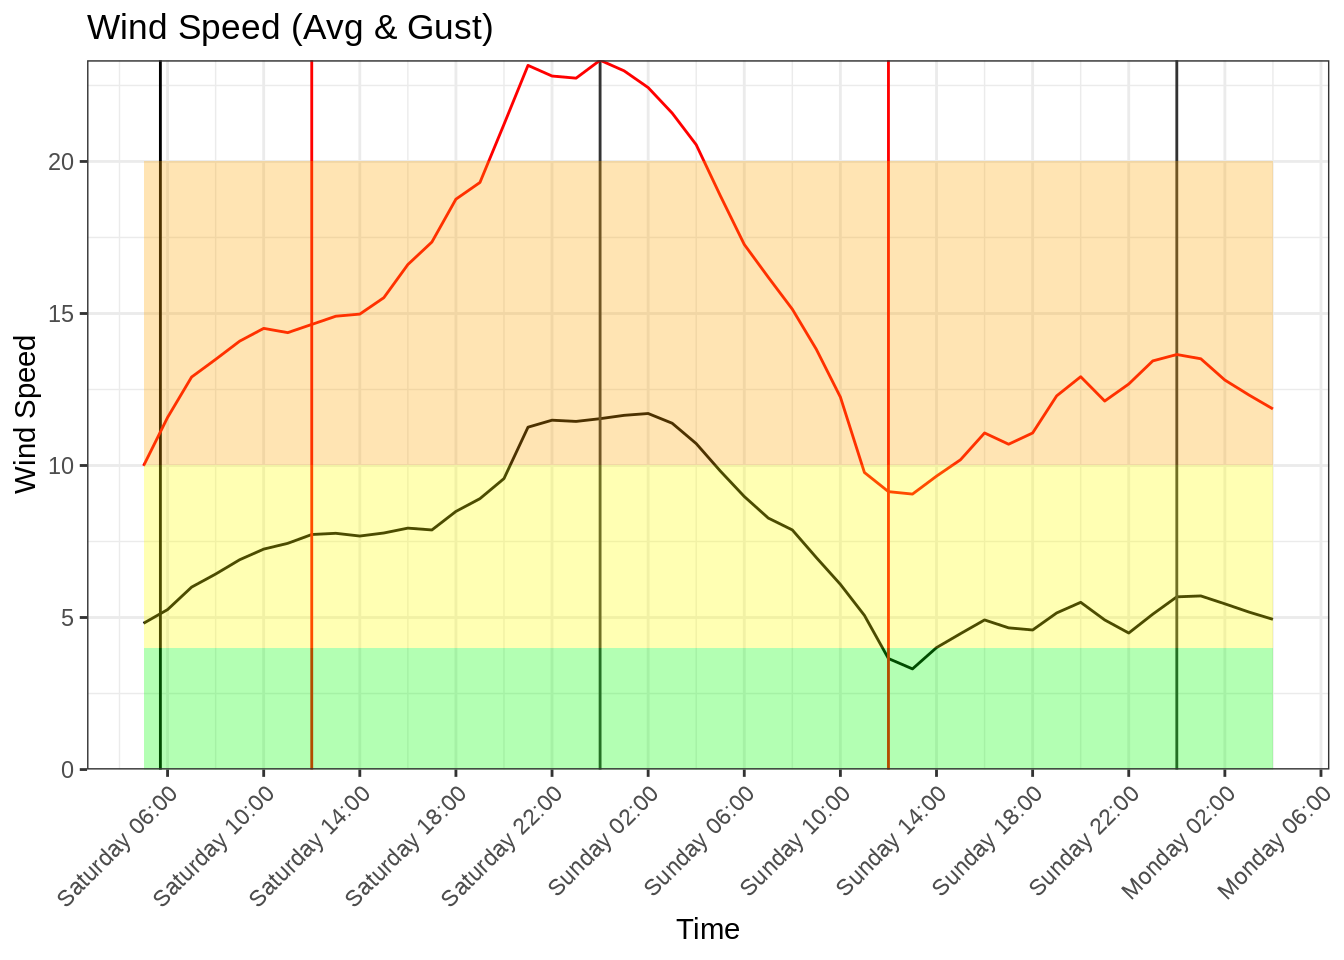 Wind Speed (Avg & Gust)
Wind Speed
20
15
10
5
0
Saturday 06:00
Saturday 10:00
Saturday 14:00
Saturday 18:00
Saturday 22:00
Sunday 02:00
Sunday 06:00
Sunday 10:00
Sunday 14:00
Sunday 18:00
Sunday 22:00
Monday 02:00
Monday 06:00
Time